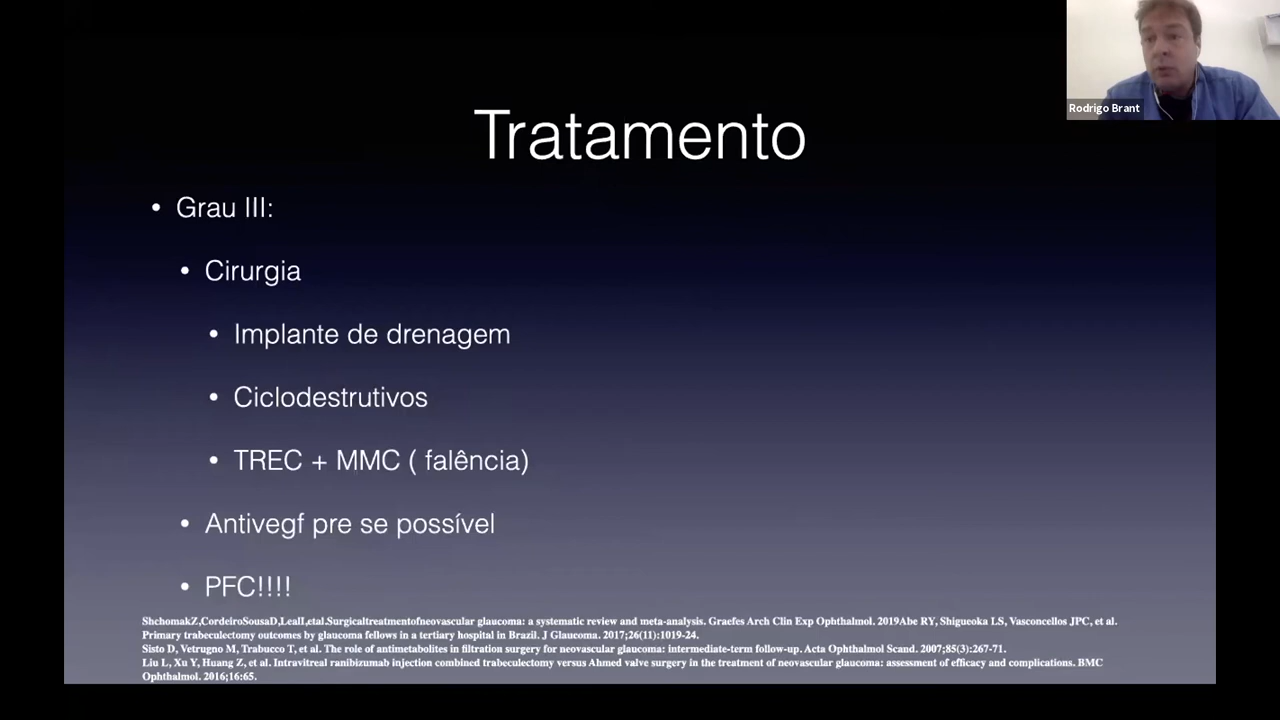 Rodrigo Brant
Tratamento
• Grau III:
• Cirurgia
• Implante de drenagem
• Ciclodestrutivos
• TREC + MMC ( falência)
• Antivegf pre se possível
• PFC!!!!
ShchomakZ,CordeiroSousaD,LealI,etal.Surgicaltreatmentofneovascular glaucoma: a systematic review and meta-analysis. Graefes Arch Clin Exp Ophthalmol. 2019Abe RY, Shigueoka LS, Vasconcellos JPC, et al.
Primary trabeculectomy outcomes by glaucoma fellows in a tertiary hospital in Brazil. J Glaucoma. 2017;26(11):1019-24.
Sisto D, Vetrugno M, Trabucco T, et al. The role of antimetabolites in filtration surgery for neovascular glaucoma: intermediate-term follow-up. Acta Ophthalmol Scand. 2007;85(3):267-71.
Liu L, Xu Y, Huang Z, et al. Intravitreal ranibizumab injection combined trabeculectomy versus Ahmed valve surgery in the treatment of neovascular glaucoma: assessment of efficacy and complications. BMC
Ophthalmol. 2016;16:65.